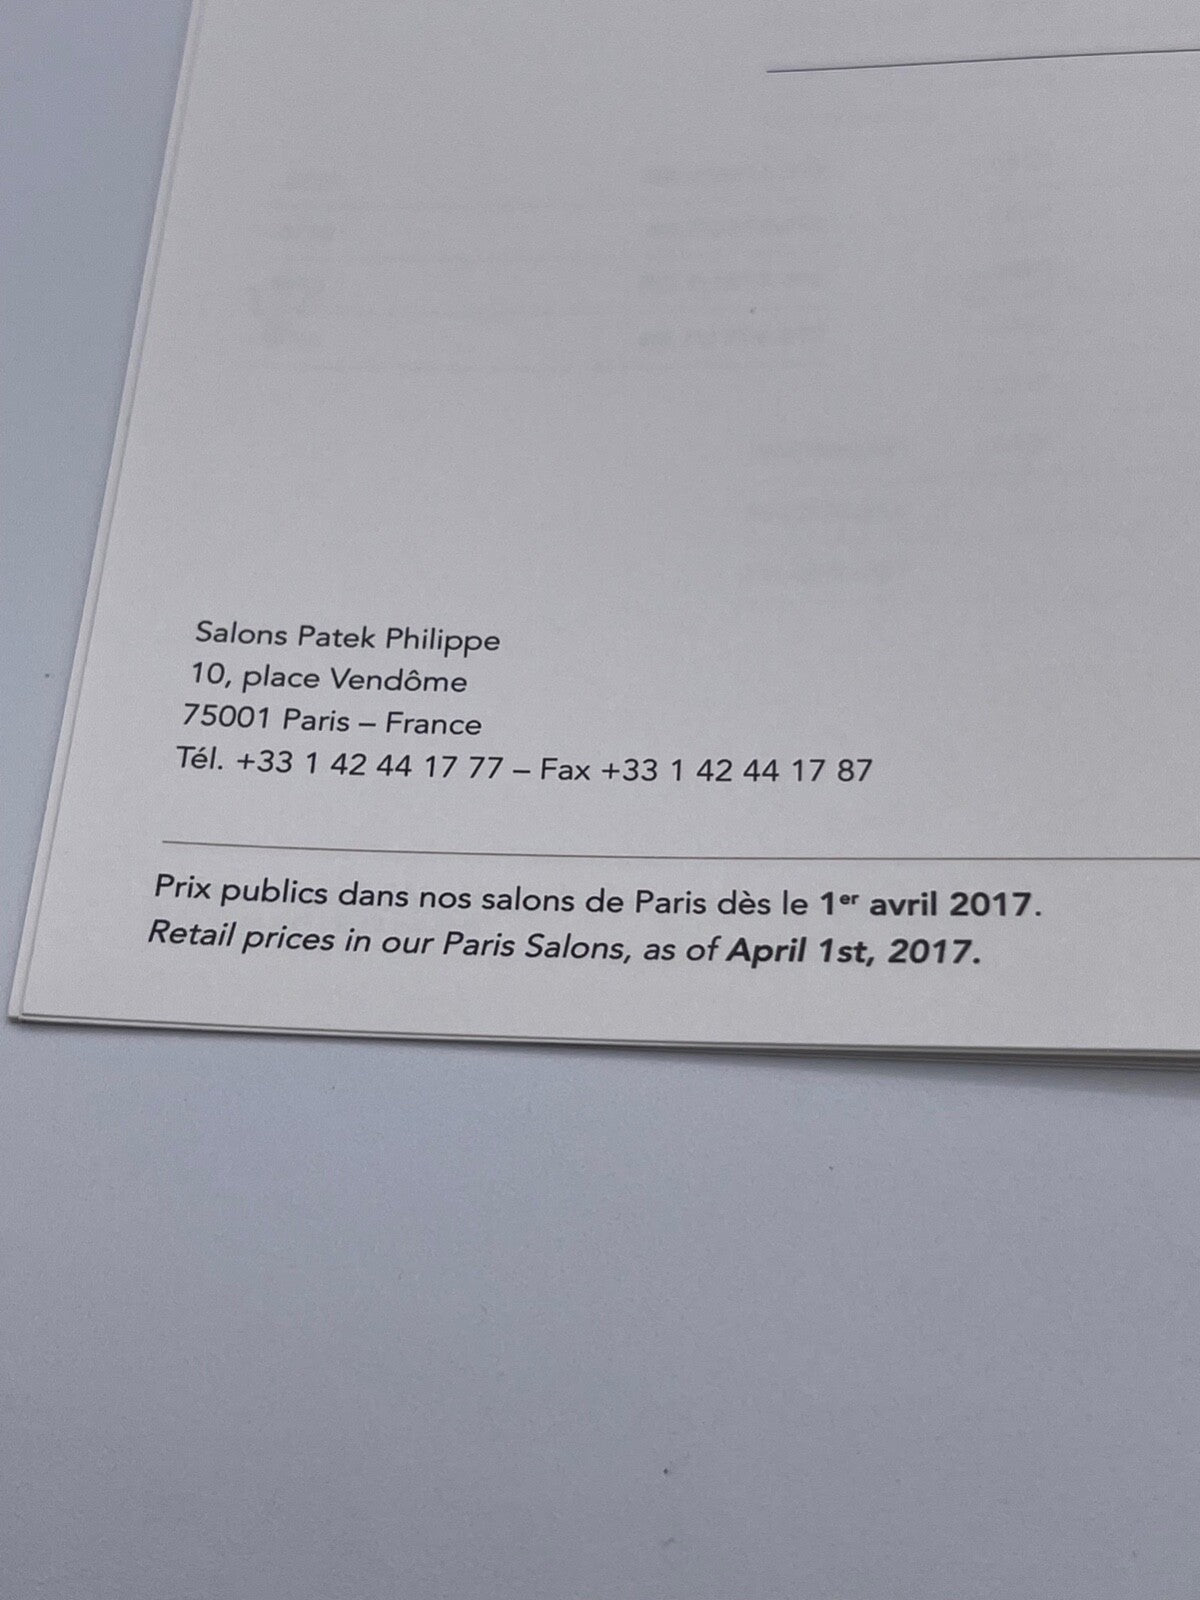 Salons Patek Philippe
10, place Vendôme
75001 Paris – France
Tél. +33 1 42 44 17 77 – Fax +33 1 42 44 17 87
Prix publics dans nos salons de Paris dès le 1er avril 2017.
Retail prices in our Paris Salons, as of April 1st, 2017.